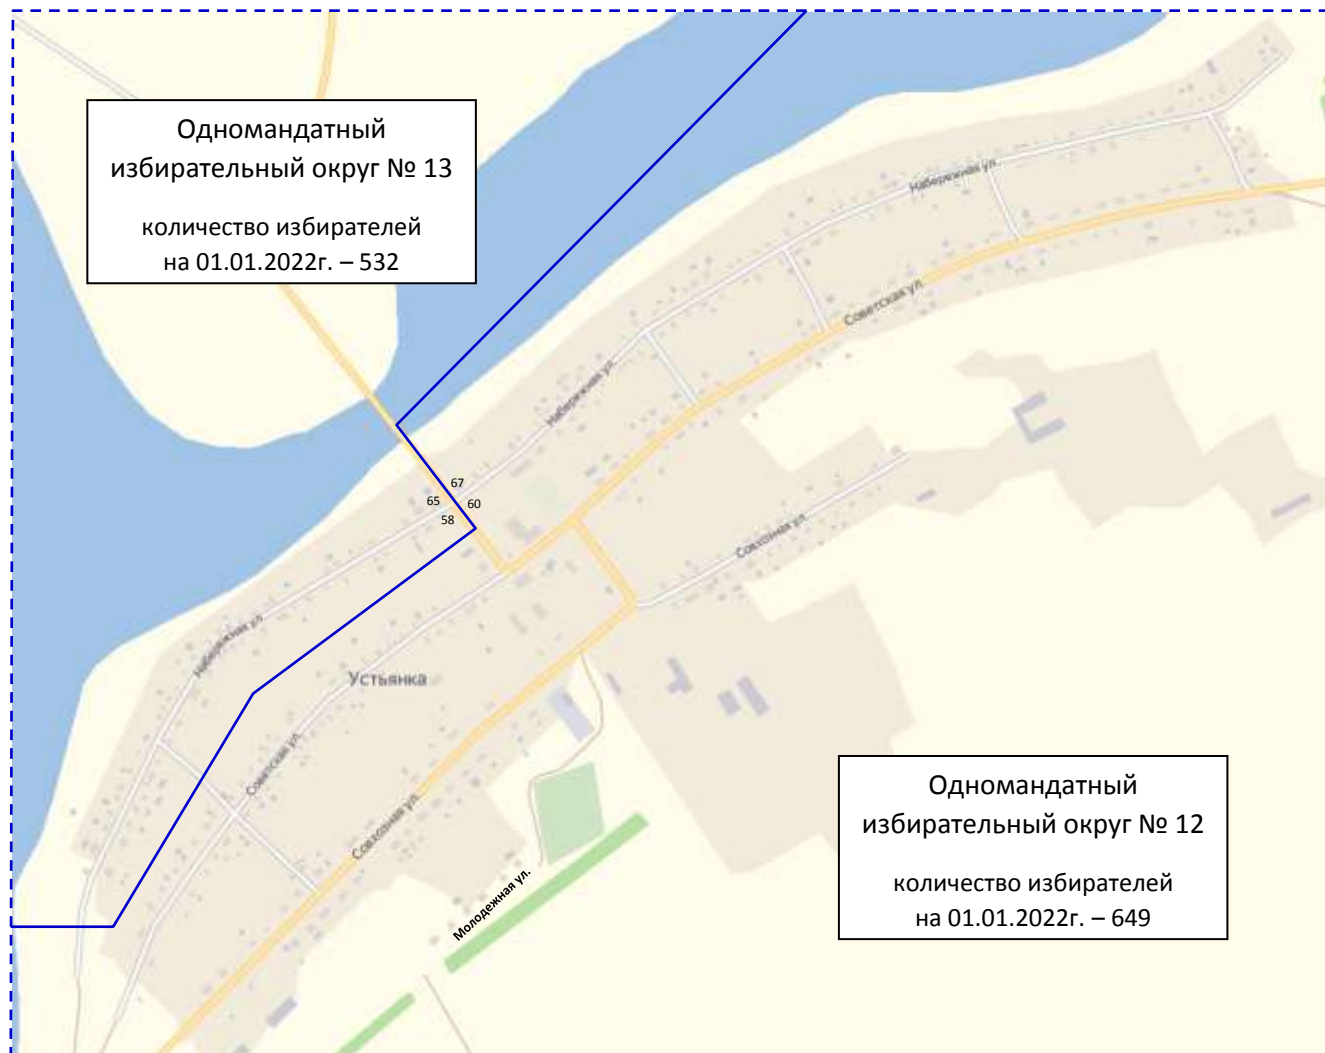 Одномандатный
избирательный округ № 13
количество избирателей
на 01.01.2022г. – 532
Набережная ул.
Советская ул.
Набережная ул.
67
65
60
58
Совхозная ул.
Набережная ул.
Устьянка
Советская ул.
Совхозная ул.
Молодежная ул.
Одномандатный
избирательный округ № 12
количество избирателей
на 01.01.2022г. – 649